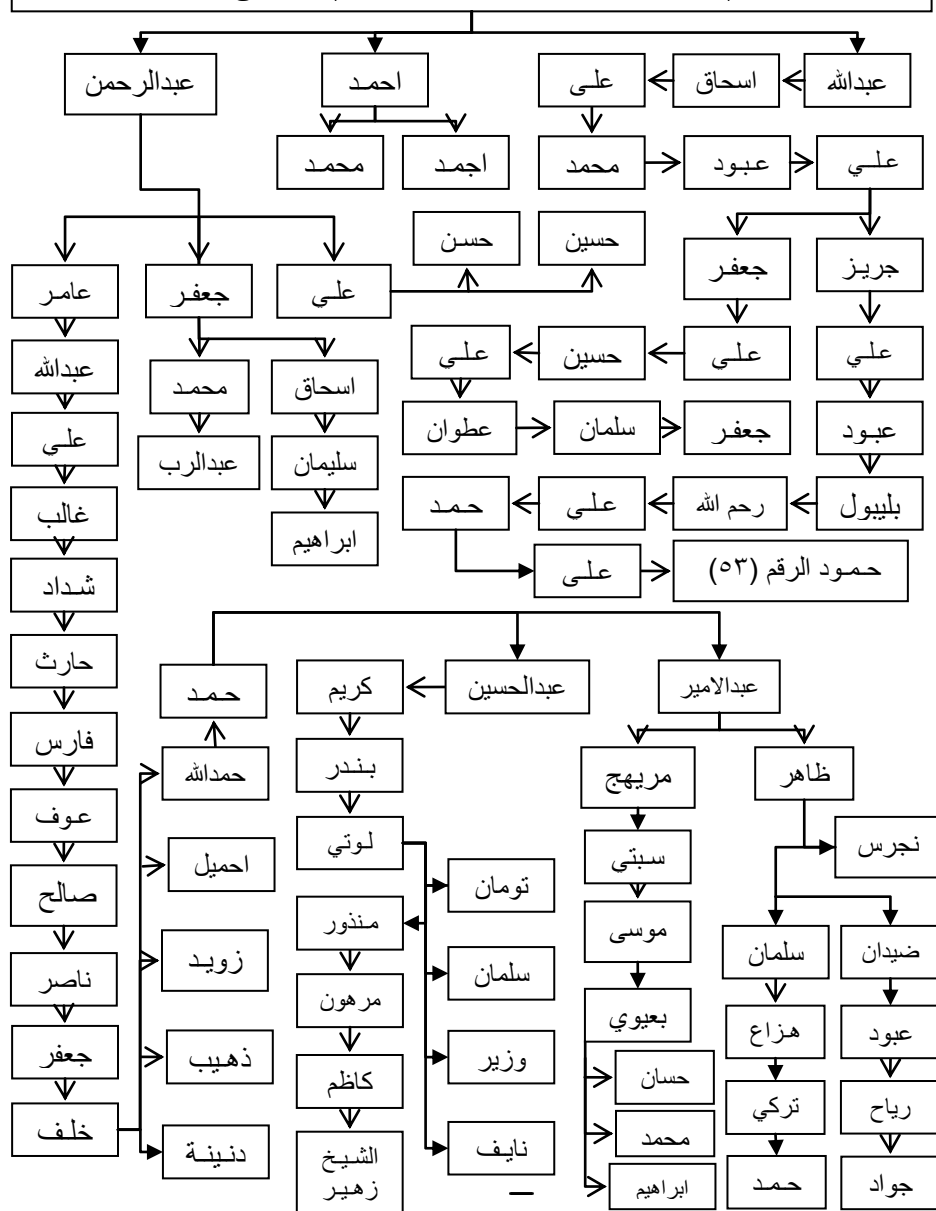 عبدالله
اسحاق
على
احمد
عبدالرحمن
علي
عبود
محمد
اجمد
محمد
جريز
جعفر
حسين
حسن
علي
جعفر
عامر
علي
علي
حسين
علي
اسحاق
محمد
عبدالله
عبود
جعفر
سلمان
عطوان
سليمان
عبدالرب
علي
بليبول
رحم الله
علي
حمد
ابراهيم
غالب
حمود الرقم (٥٣)
على
شداد
عبدالامير
عبدالحسين
كريم
حمد
حارث
ظاهر
مريهج
بندر
حمدالله
فارس
نجرس
سبتي
لوتي
احميل
عوف
تومان
صالح
ضيدان
سلمان
موسى
منذور
سلمان
زويد
ناصر
عبود
هزاع
بعيوي
مرهون
وزير
ذهيب
جعفر
رياح
تركي
حسان
كاظم
محمد
نايف
دنينة
خلف
جواد
حمد
ابراهيم
الشيخ
زهير